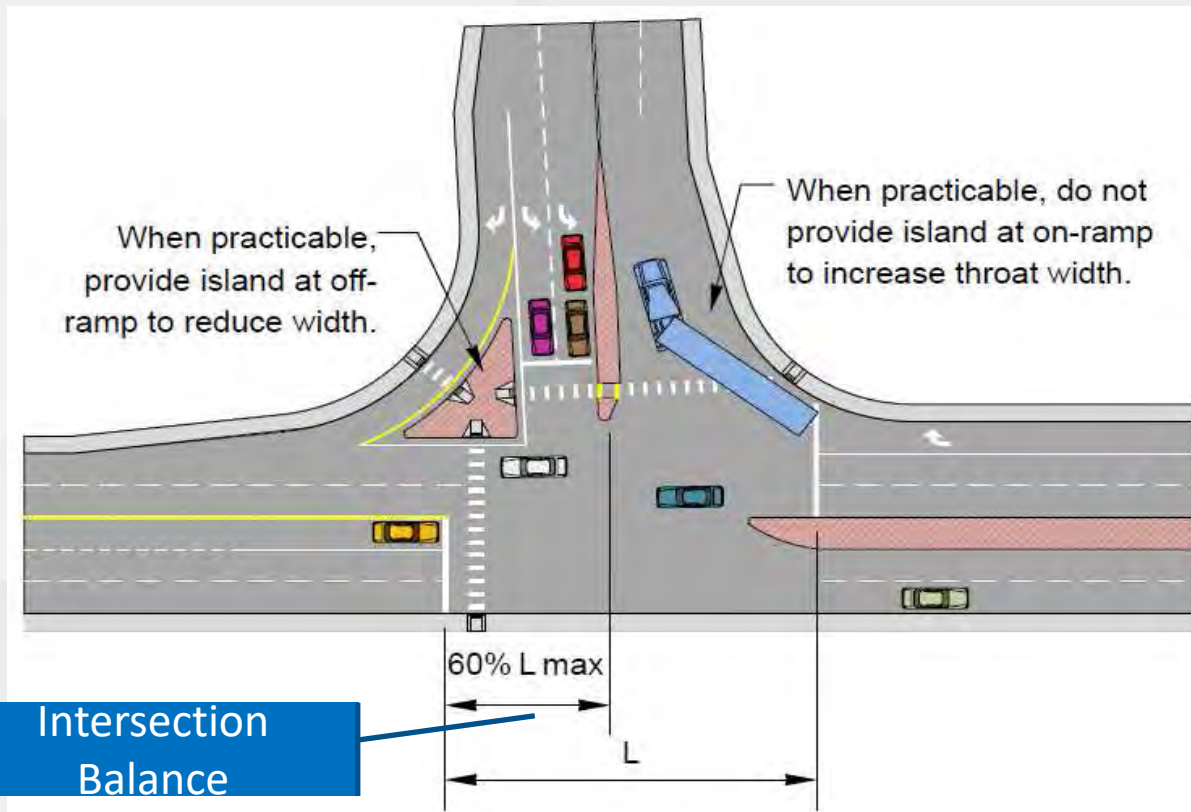 When practicable,
provide island at off-
ramp to reduce width.
When practicable, do not
provide island at on-ramp
to increase throat width.
60% L max
L
Intersection
Balance